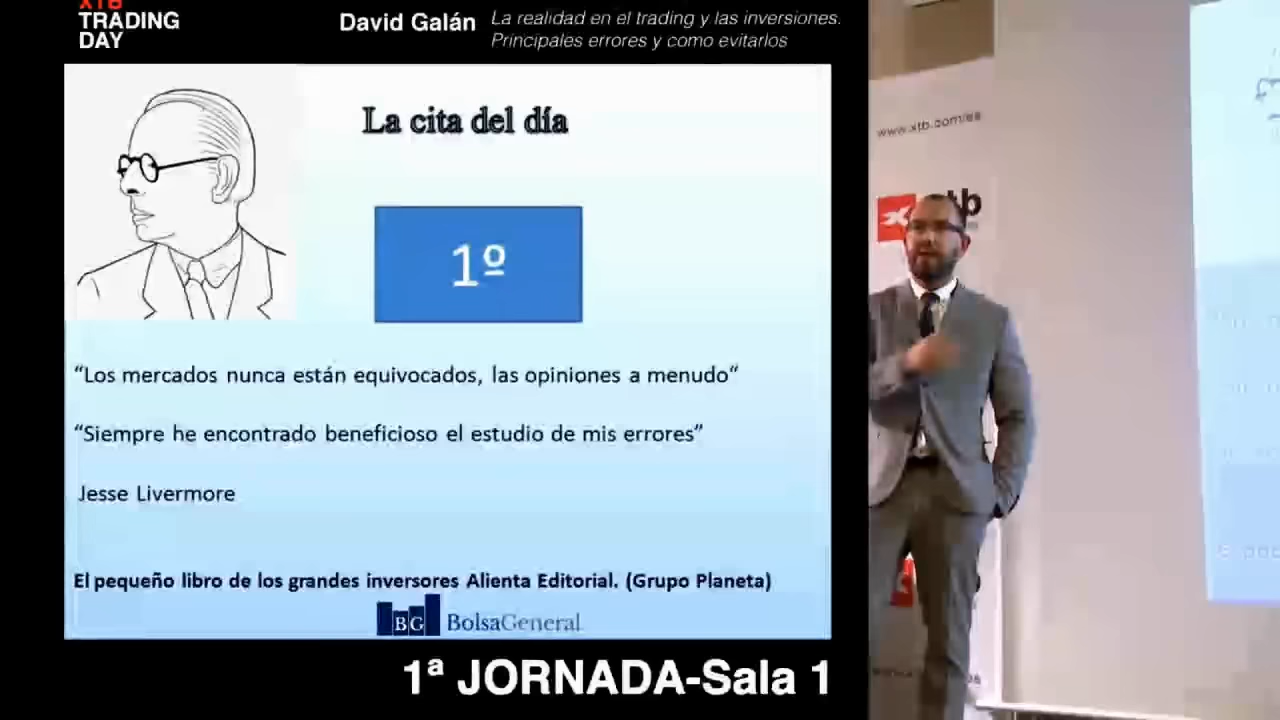 XTB
TRADING
DAY
David Galán
La realidad en el trading y las inversiones.
Principales errores y como evitarlos
La cita del día
1º
“Los mercados nunca están equivocados, las opiniones a menudo“
“Siempre he encontrado beneficioso el estudio de mis errores”
Jesse Livermore
El pequeño libro de los grandes inversores Alienta Editorial. (Grupo Planeta)
BG BolsaGeneral
1ª JORNADA-Sala 1
www.xtb.com/es
xtb